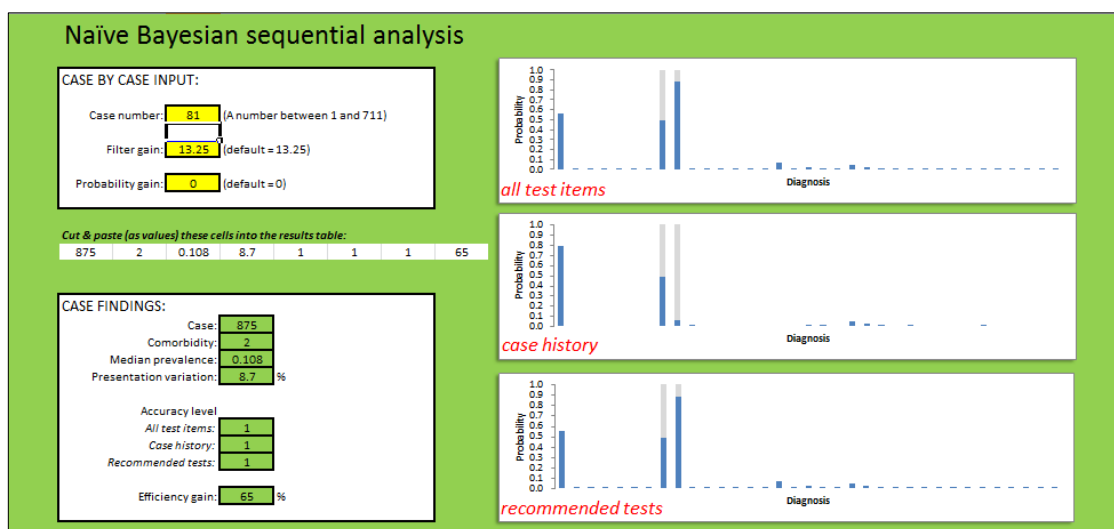 Naïve Bayesian sequential analysis
CASE BY CASE INPUT:
Case number: 81 (A number between 1 and 711)
Filter gain: 13.25 (default = 13.25)
Probability gain: 0 (default = 0)
Cut & paste (as values) these cells into the results table:
875 2 0.108 8.7 1 1 1 65
CASE FINDINGS:
Case: 875
Comorbidity: 2
Median prevalence: 0.108
Presentation variation: 8.7 %
Accuracy level
All test items: 1
Case history: 1
Recommended tests: 1
Efficiency gain: 65 %
Probability
1.0
0.9
0.8
0.7
0.6
0.5
0.4
0.3
0.2
0.1
0.0
Diagnosis
all test items
Probability
1.0
0.9
0.8
0.7
0.6
0.5
0.4
0.3
0.2
0.1
0.0
Diagnosis
case history
Probability
1.0
0.9
0.8
0.7
0.6
0.5
0.4
0.3
0.2
0.1
0.0
Diagnosis
recommended tests